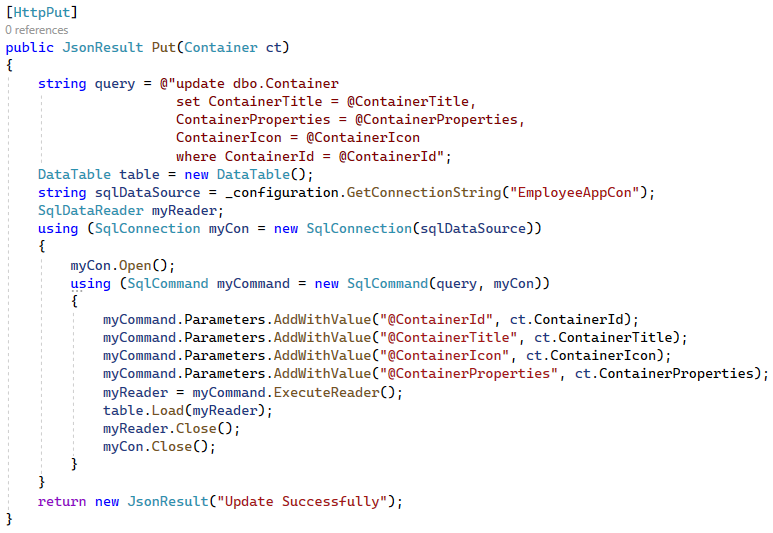 [HttpPut]
0 references
public JsonResult Put(Container ct)
{
    string query = @"update dbo.Container
                     set ContainerTitle = @ContainerTitle,
                     ContainerProperties = @ContainerProperties,
                     ContainerIcon = @ContainerIcon
                     where ContainerId = @ContainerId";
    DataTable table = new DataTable();
    string sqlDataSource = _configuration.GetConnectionString("EmployeeAppCon");
    SqlDataReader myReader;
    using (SqlConnection myCon = new SqlConnection(sqlDataSource))
    {
        myCon.Open();
        using (SqlCommand myCommand = new SqlCommand(query, myCon))
        {
            myCommand.Parameters.AddWithValue("@ContainerId", ct.ContainerId);
            myCommand.Parameters.AddWithValue("@ContainerTitle", ct.ContainerTitle);
            myCommand.Parameters.AddWithValue("@ContainerIcon", ct.ContainerIcon);
            myCommand.Parameters.AddWithValue("@ContainerProperties", ct.ContainerProperties);
            myReader = myCommand.ExecuteReader();
            table.Load(myReader);
            myReader.Close();
            myCon.Close();
        }
    }
    return new JsonResult("Update Successfully");
}